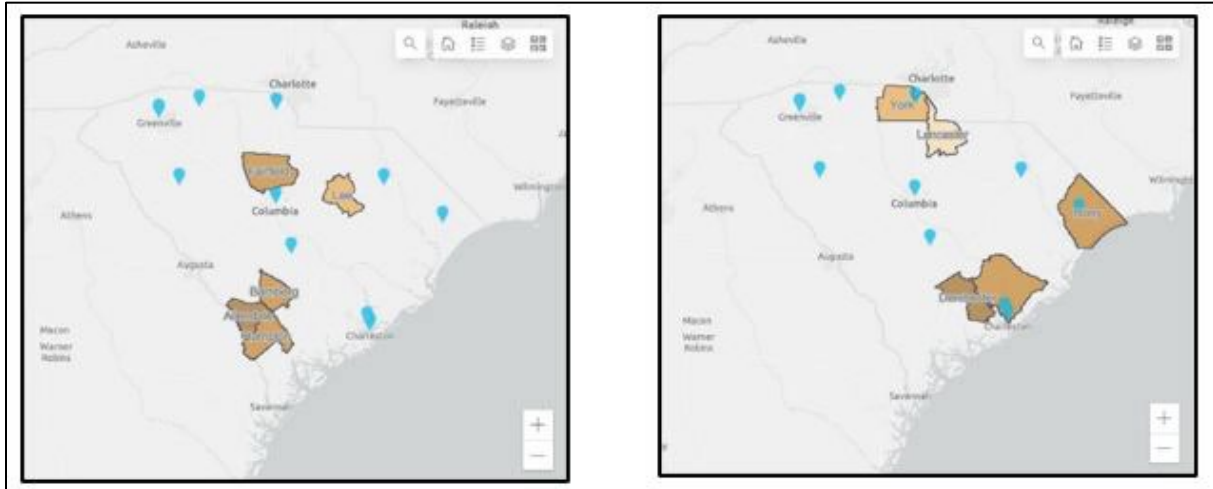 Raleigh
Asheville
Charlotte
Fayetteville
Greenville
Fairfield
Lee
Columbia
Wilmington
Athens
Augusta
Bamberg
Allendale
Hampton
Macon
Warner
Robins
Charleston
Savannah
Raleigh
Asheville
Charlotte
Fayetteville
York
Greenville
Lancaster
Wilmington
Columbia
Athens
Horry
Augusta
Dorchester
Macon
Warner
Robins
Charleston
Savannah